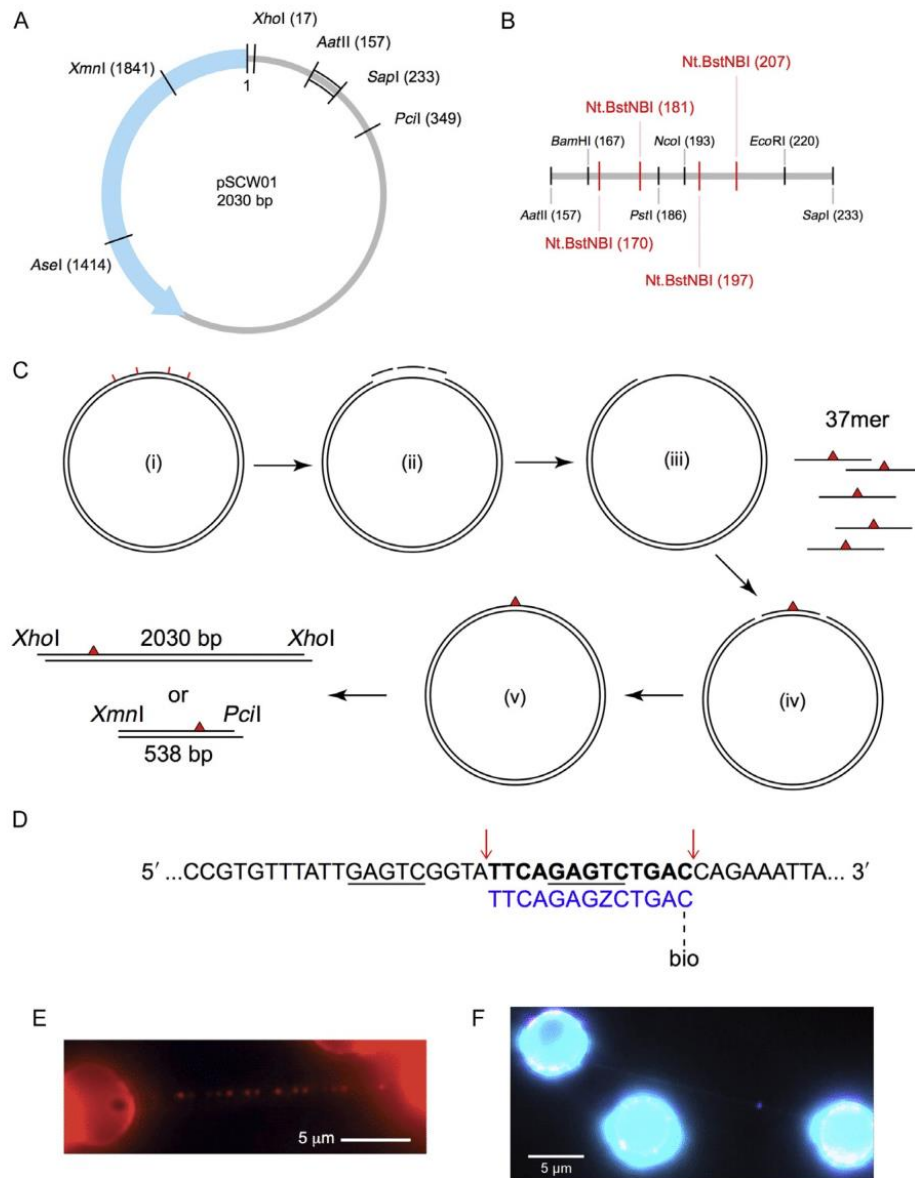 A
XhoI (17)
AatII (157)
XmnI (1841)
SapI (233)
1
PciI (349)
pSCW01
2030 bp
AseI (1414)
B
Nt.BstNBI (207)
Nt.BstNBI (181)
BamHI (167)
NcoI (193)
EcoRI (220)
AatII (157)
PstI (186)
SapI (233)
Nt.BstNBI (170)
Nt.BstNBI (197)
C
(i)
(ii)
(iii)
37mer
XhoI
2030 bp
XhoI
or
XmnI
PciI
538 bp
(v)
(iv)
D
5′ ...CCGTGTTTATTGAGTCGGTATTCAGAGTCTGACCAGAAATTA... 3′
TTCAGAGZCTGAC
bio
E
5 μm
F
5 μm